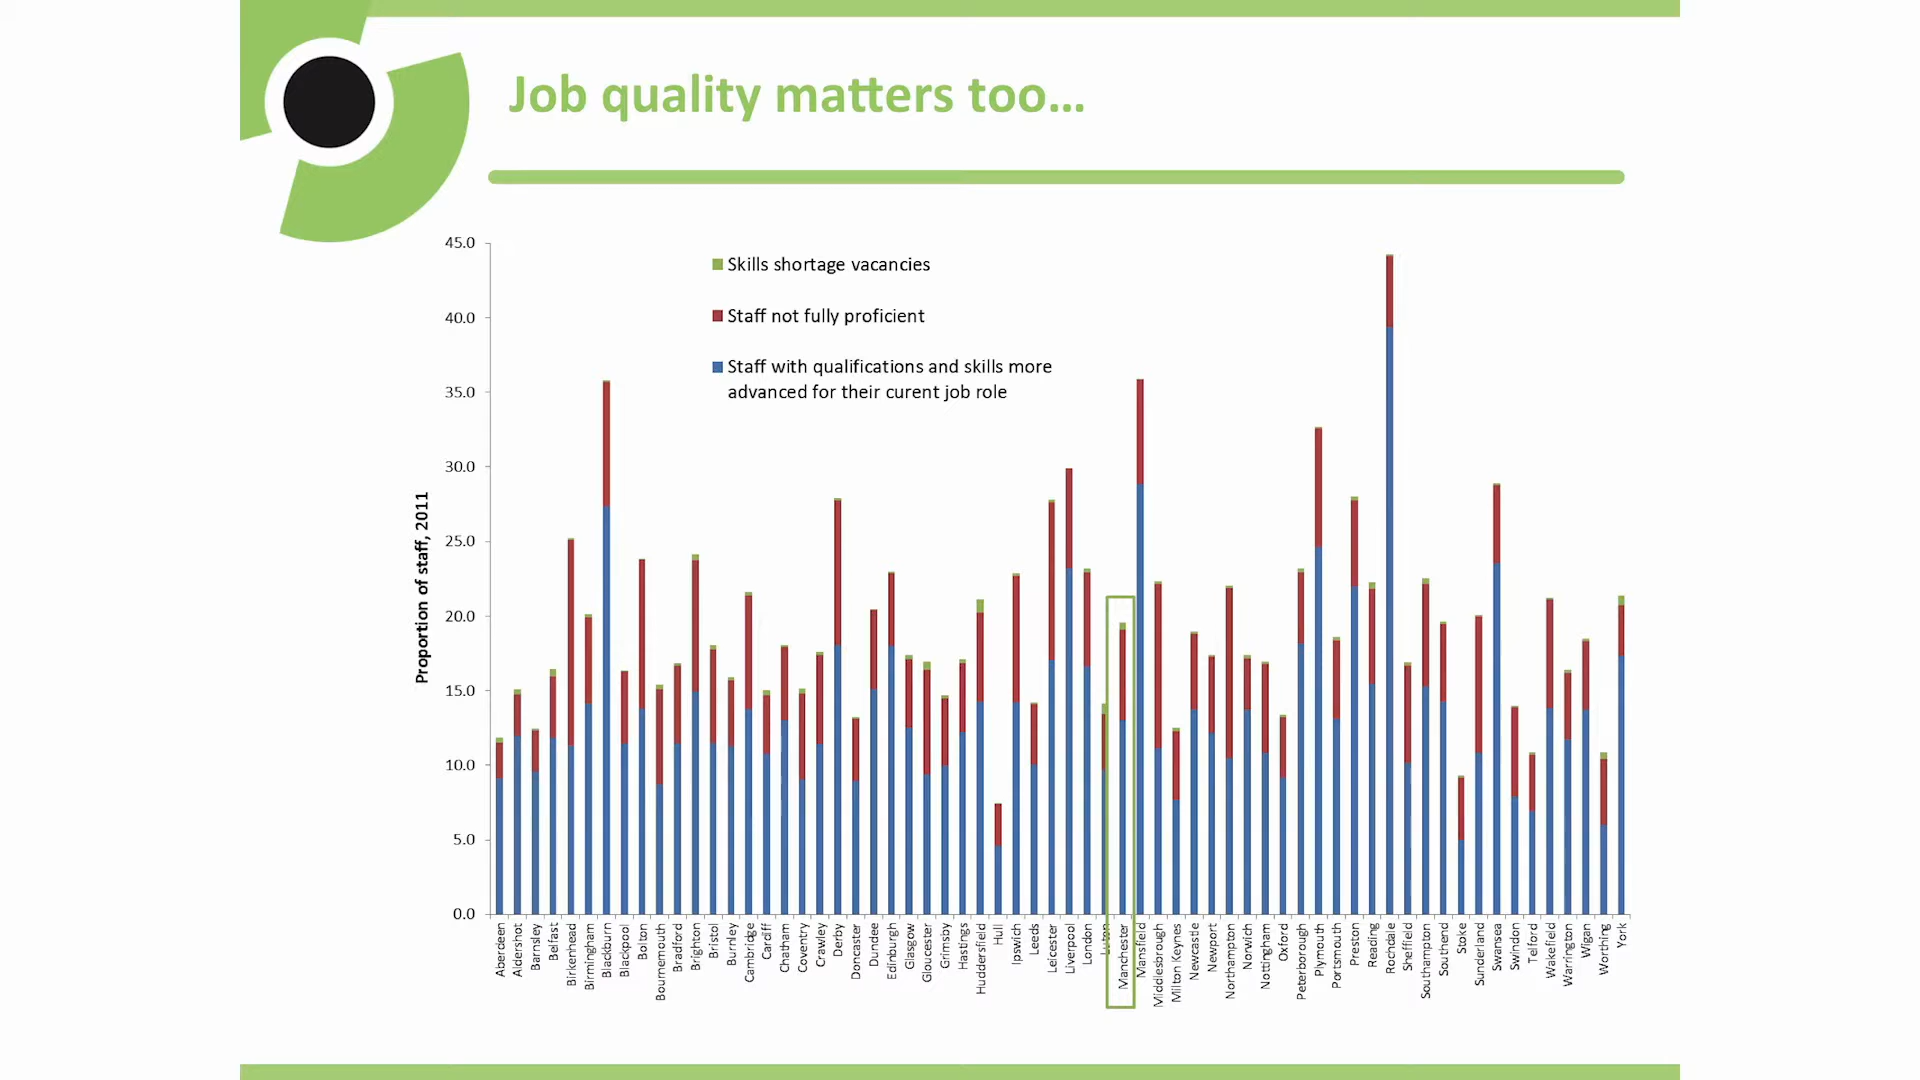 Job quality matters too...
45.0
40.0
35.0
30.0
25.0
20.0
15.0
10.0
5.0
0.0
Proportion of staff, 2011
Skills shortage vacancies
Staff not fully proficient
Staff with qualifications and skills more
advanced for their curent job role
Aberdeen
Aldershot
Barnsley
Belfast
Birkenhead
Birmingham
Blackburn
Blackpool
Bolton
Bournemouth
Bradford
Brighton
Bristol
Burnley
Cambridge
Cardiff
Chatham
Coventry
Crawley
Derby
Doncaster
Dundee
Edinburgh
Glasgow
Gloucester
Grimsby
Hastings
Huddersfield
Hull
Ipswich
Leeds
Leicester
Liverpool
London
Luton
Manchester
Mansfield
Middlesbrough
Milton Keynes
Newcastle
Newport
Northampton
Norwich
Nottingham
Oxford
Peterborough
Plymouth
Portsmouth
Preston
Reading
Rochdale
Sheffield
Southampton
Southend
Stoke
Sunderland
Swansea
Swindon
Telford
Wakefield
Warrington
Wigan
Worthing
York